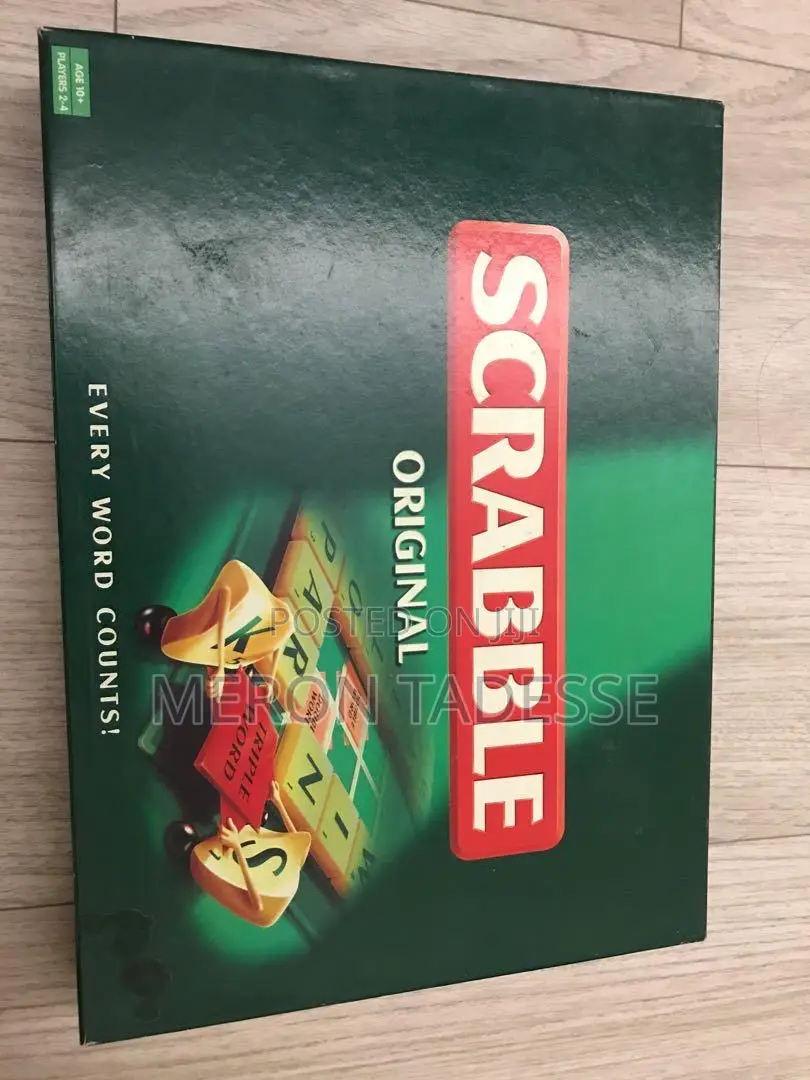 AGE 10+
PLAYERS 2-4
SCRABBLE
ORIGINAL
K
TRIPLE
WORD
S
P A R
N I
EVERY WORD COUNTS!
POSTED ON JIJI
MERON TADESSE